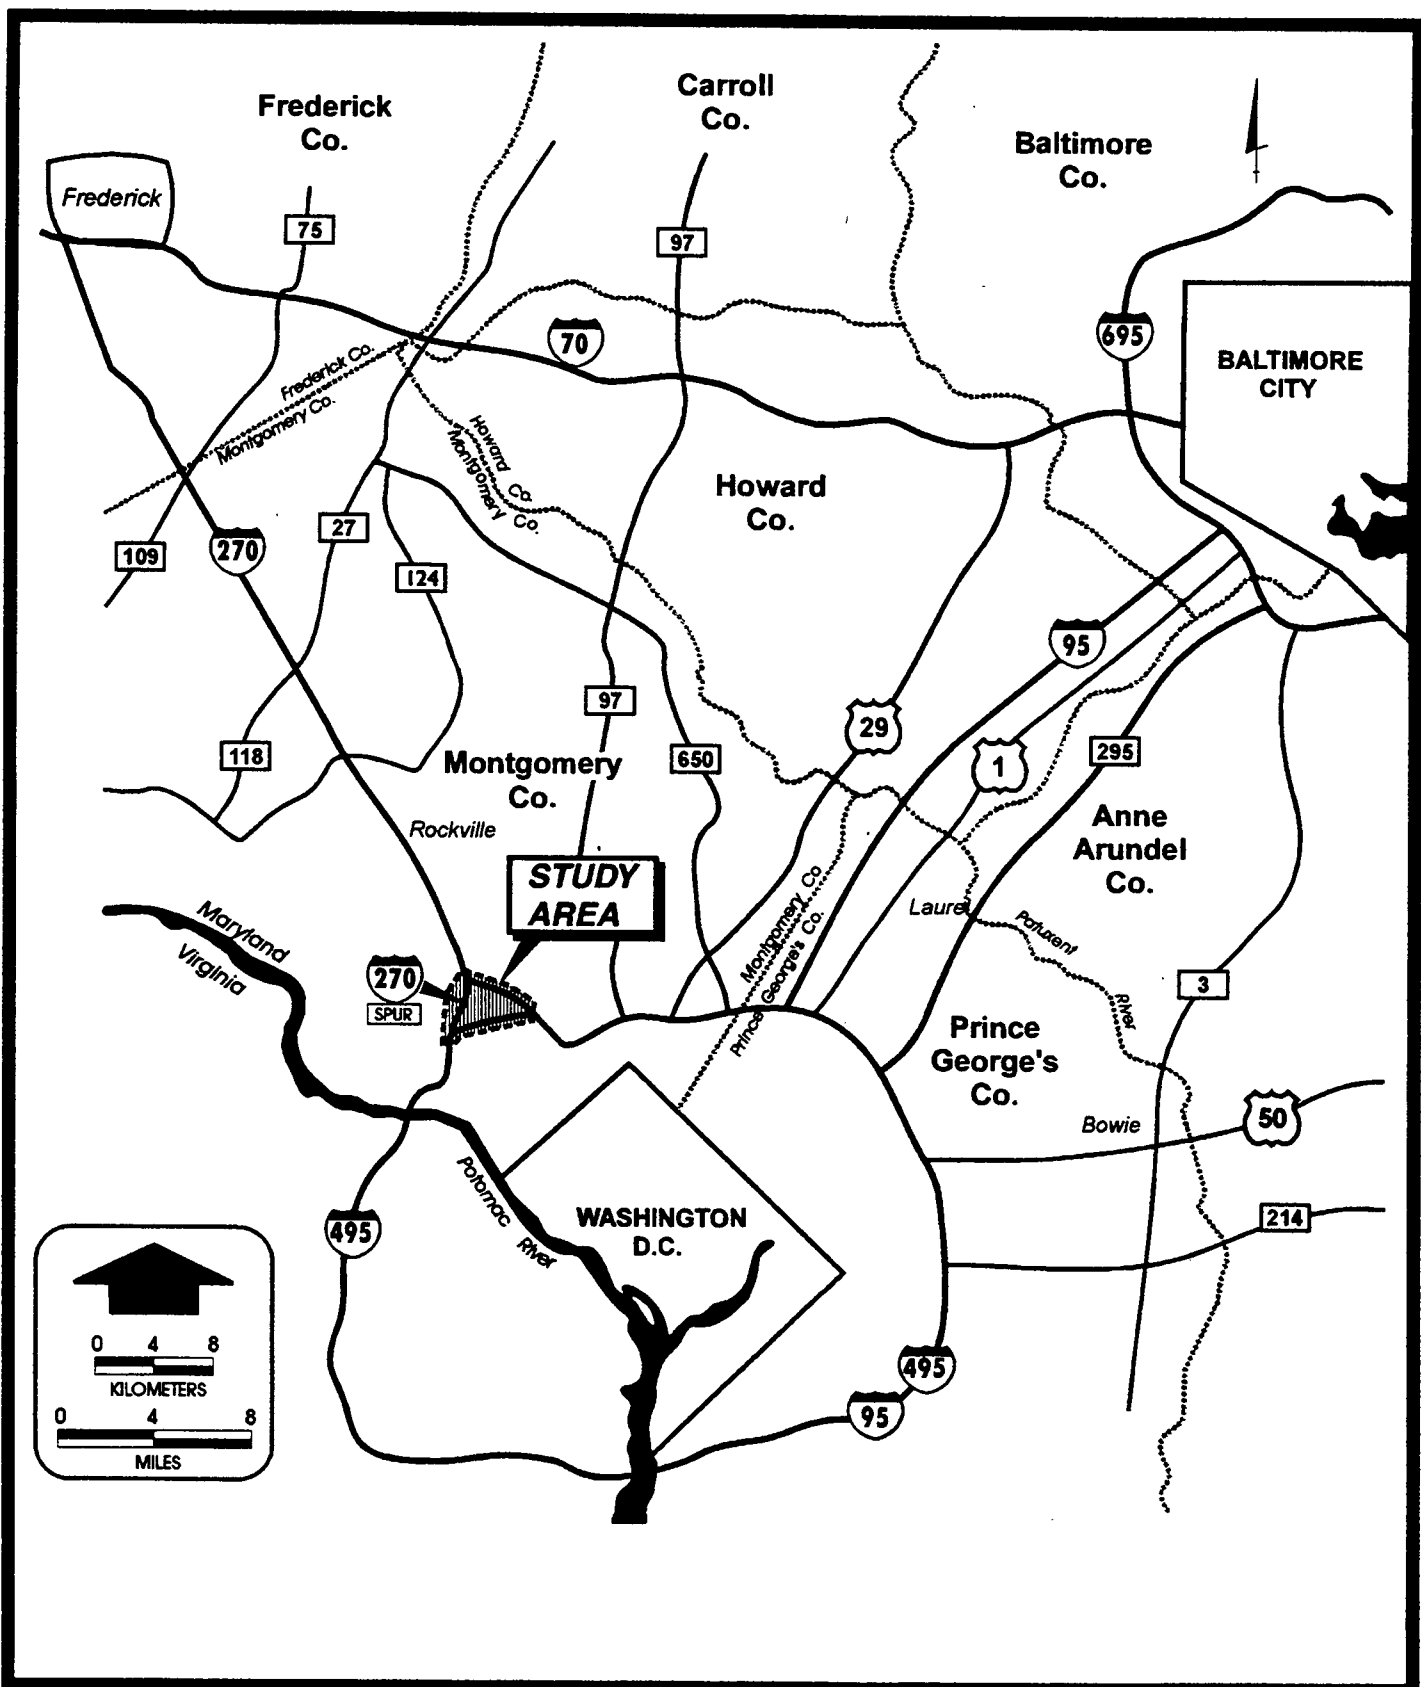 Frederick
Co.
Carroll
Co.
Baltimore
Co.
Frederick
75
97
70
695
BALTIMORE
CITY
Frederick Co.
Montgomery Co.
Howard Co.
Montgomery Co.
Howard
Co.
27
109
270
124
95
97
29
118
650
1
295
Montgomery
Co.
Rockville
Anne
Arundel
Co.
STUDY
AREA
Montgomery Co
Prince George's Co.
Laurel
Patuxent
River
Maryland
Virginia
270
SPUR
3
Prince
George's
Co.
Bowie
50
Potomac
River
WASHINGTON
D.C.
214
495
495
95
0 4 8
KILOMETERS
0 4 8
MILES